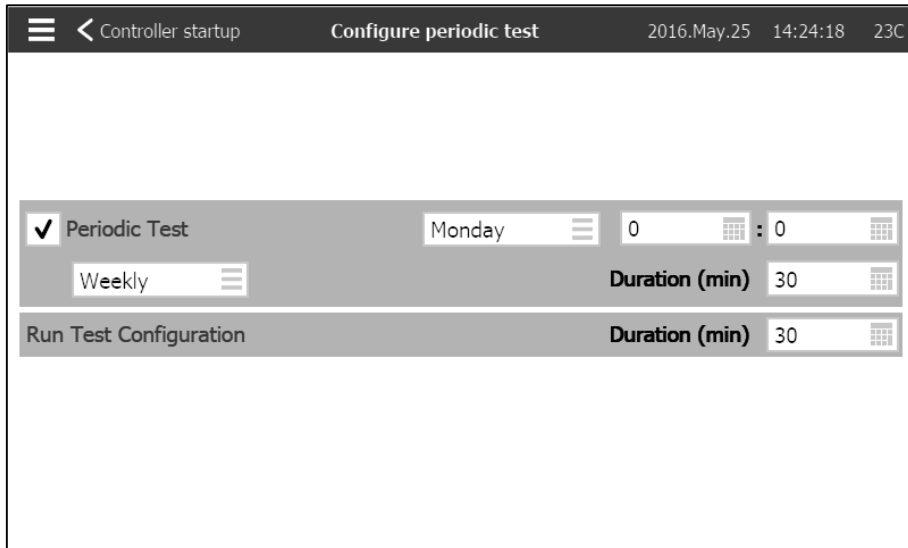 Controller startup Configure periodic test 2016.May.25 14:24:18 23C
Periodic Test Monday 0 : 0
Weekly Duration (min) 30
Run Test Configuration Duration (min) 30